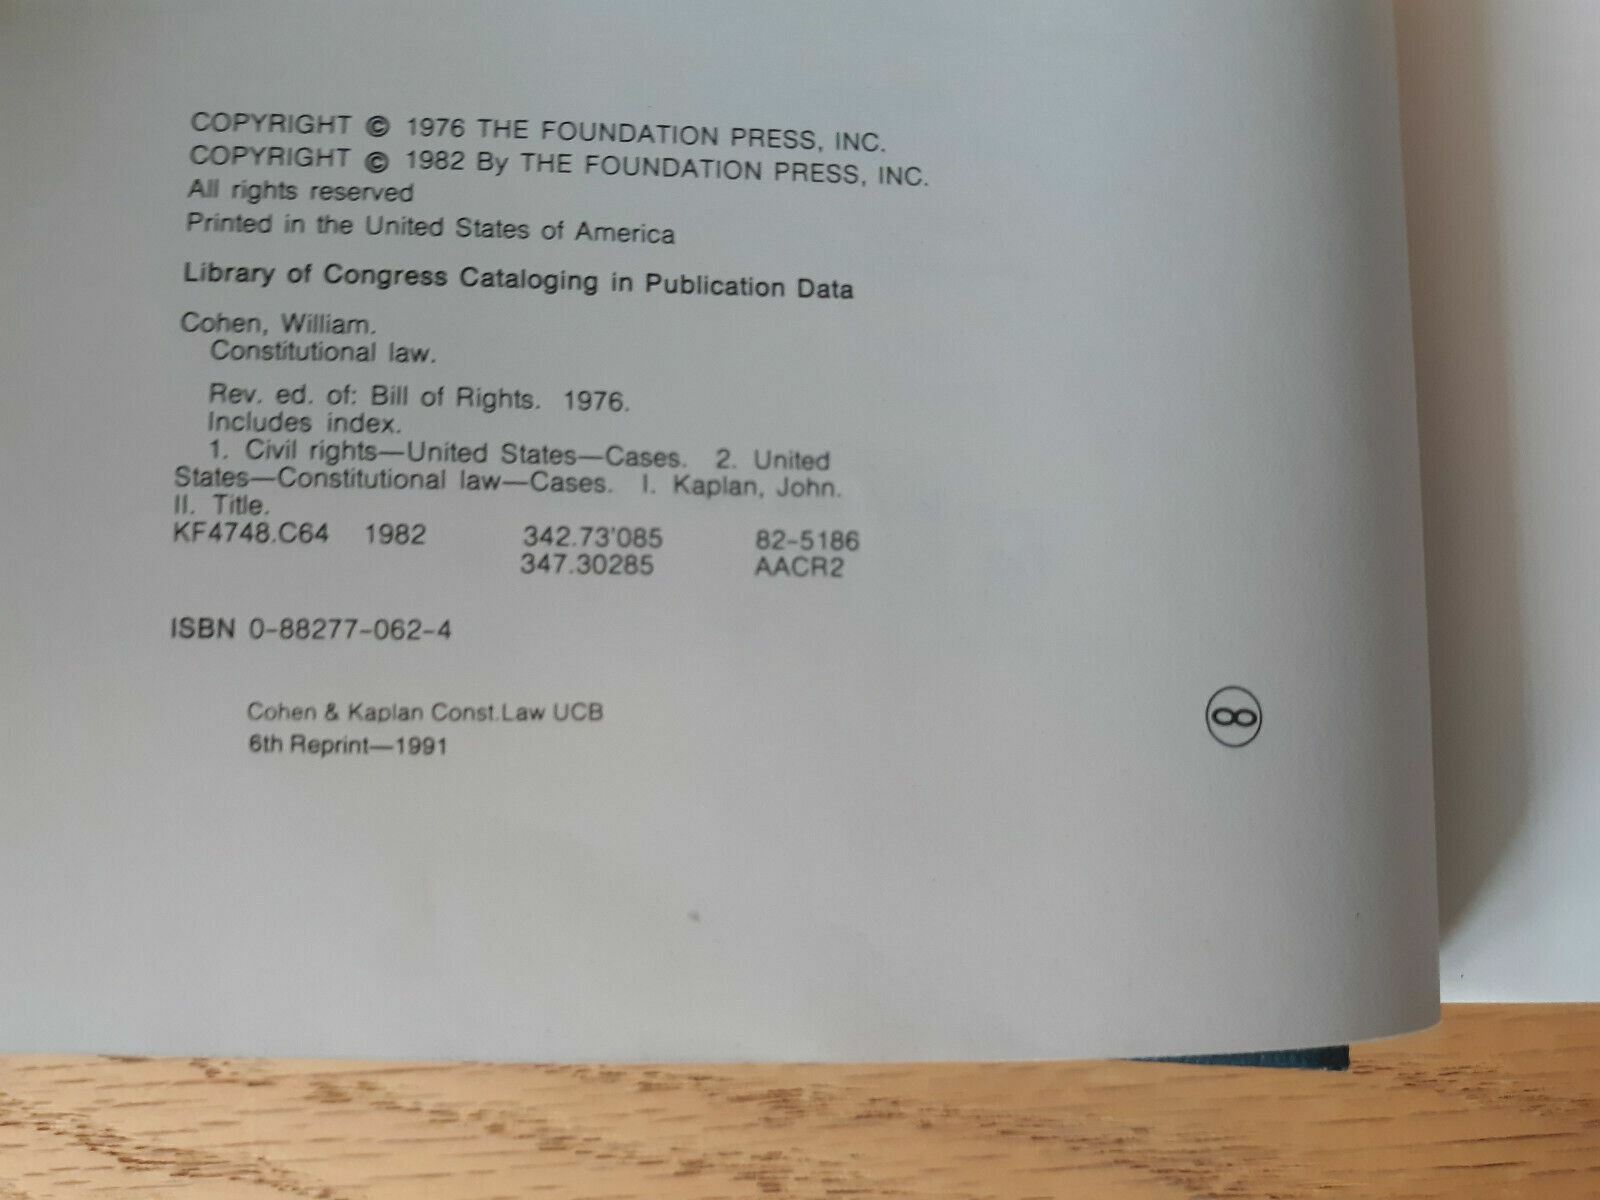 COPYRIGHT © 1976 THE FOUNDATION PRESS, INC.
COPYRIGHT © 1982 By THE FOUNDATION PRESS, INC.
All rights reserved
Printed in the United States of America
Library of Congress Cataloging in Publication Data
Cohen, William.
Constitutional law.
Rev. ed. of: Bill of Rights. 1976.
Includes index.
1. Civil rights—United States—Cases. 2. United
States—Constitutional law—Cases. I. Kaplan, John.
II. Title.
KF4748.C64 1982 342.73'085 82-5186
347.30285 AACR2
ISBN 0-88277-062-4
Cohen & Kaplan Const.Law UCB
6th Reprint—1991